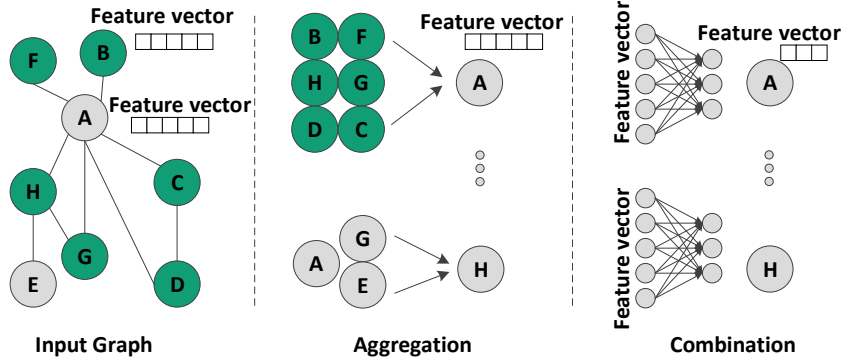 Feature vector
F
B
Feature vector
A
H
C
G
E
D
Input Graph
Feature vector
B F
H G
D C
A
G
A
E
H
Aggregation
Feature vector
Feature vector
A
Feature vector
H
Combination